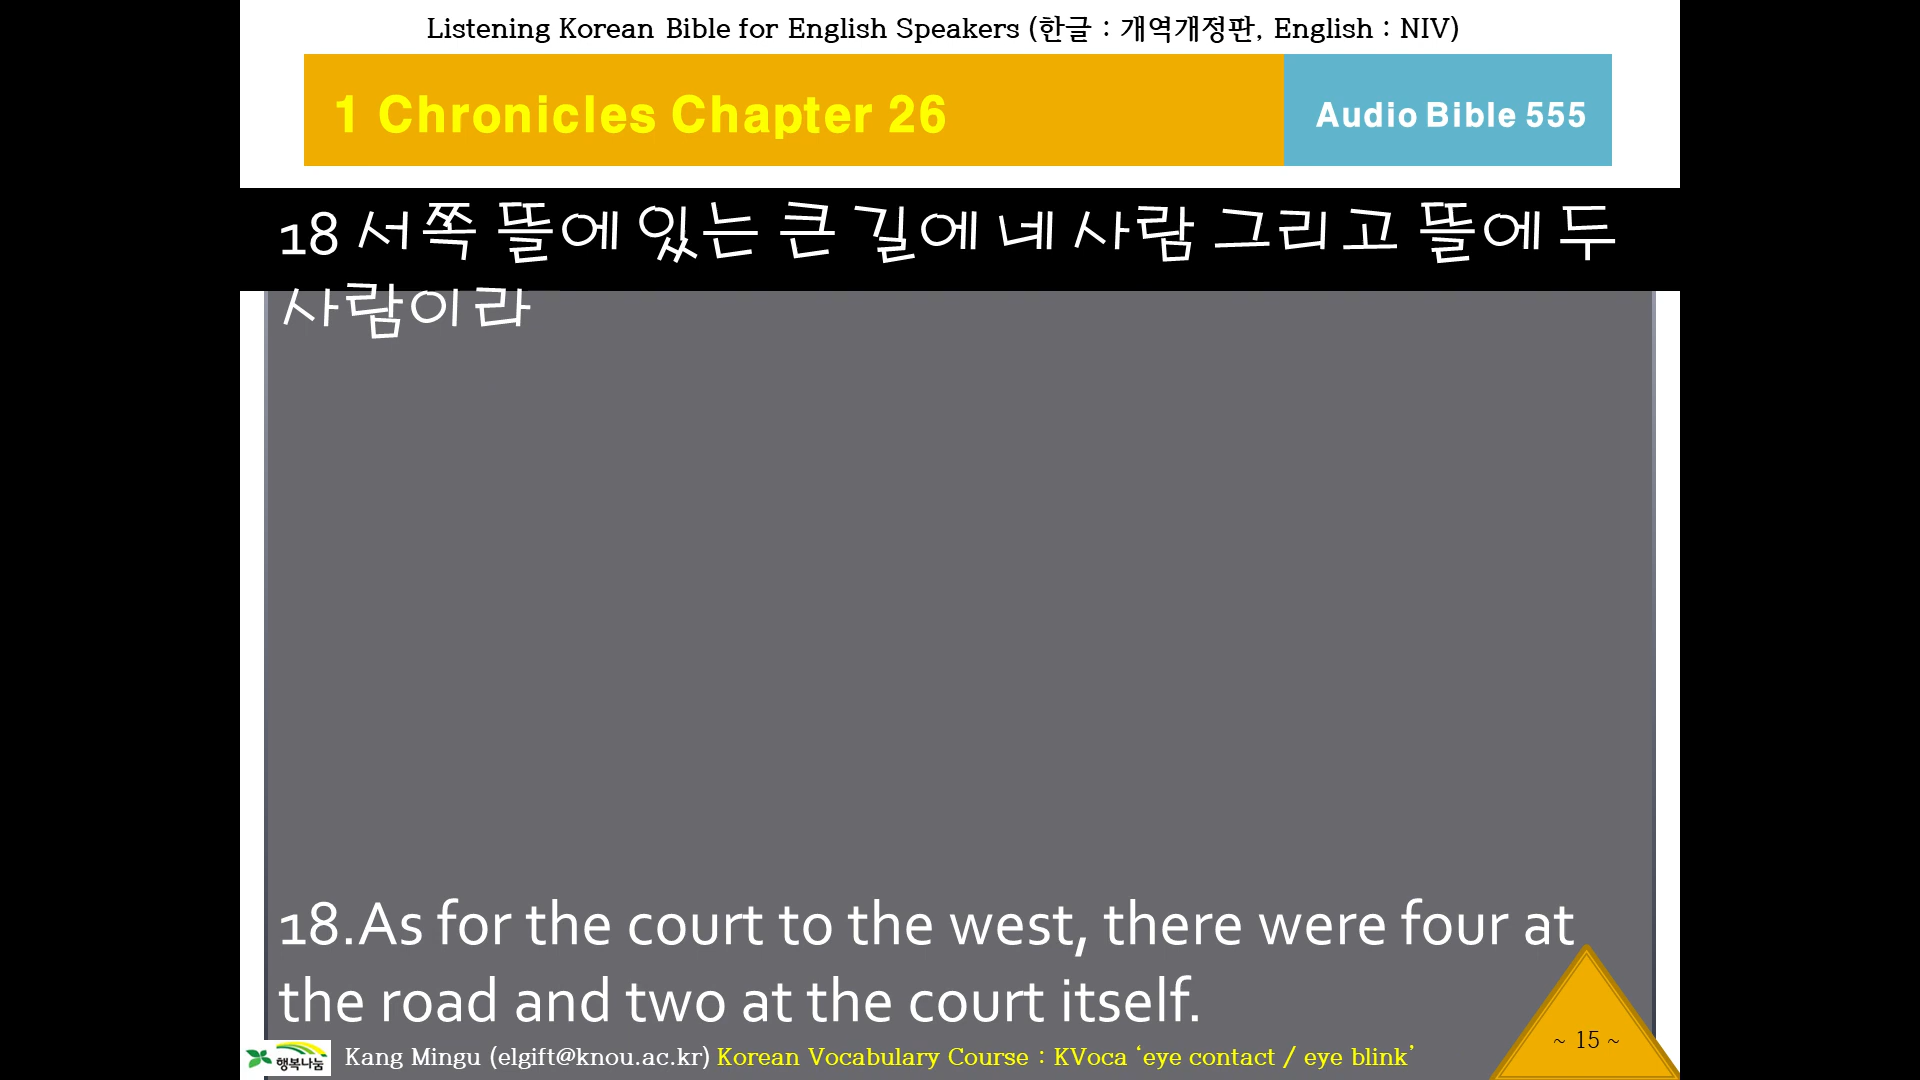 Listening Korean Bible for English Speakers (한글 : 개역개정판, English : NIV)
1 Chronicles Chapter 26
Audio Bible 555
18 서쪽 뜰에 있는 큰 길에 네 사람 그리고 뜰에 두
사람이라
18.As for the court to the west, there were four at
the road and two at the court itself.
~ 15 ~
행복나눔
Kang Mingu (elgift@knou.ac.kr) Korean Vocabulary Course : KVoca ‘eye contact / eye blink’